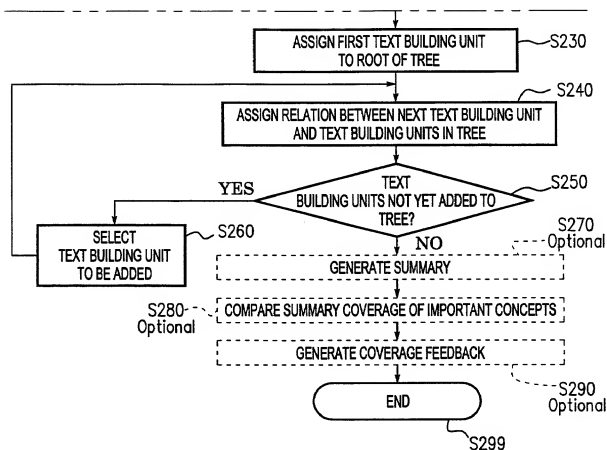 ASSIGN FIRST TEXT BUILDING UNIT
TO ROOT OF TREE
S230
S240
ASSIGN RELATION BETWEEN NEXT TEXT BUILDING UNIT
AND TEXT BUILDING UNITS IN TREE
TEXT
BUILDING UNITS NOT YET ADDED TO
TREE?
S250
YES
NO
SELECT
TEXT BUILDING UNIT
TO BE ADDED
S260
S270
Optional
GENERATE SUMMARY
S280
Optional
COMPARE SUMMARY COVERAGE OF IMPORTANT CONCEPTS
GENERATE COVERAGE FEEDBACK
S290
Optional
END
S299